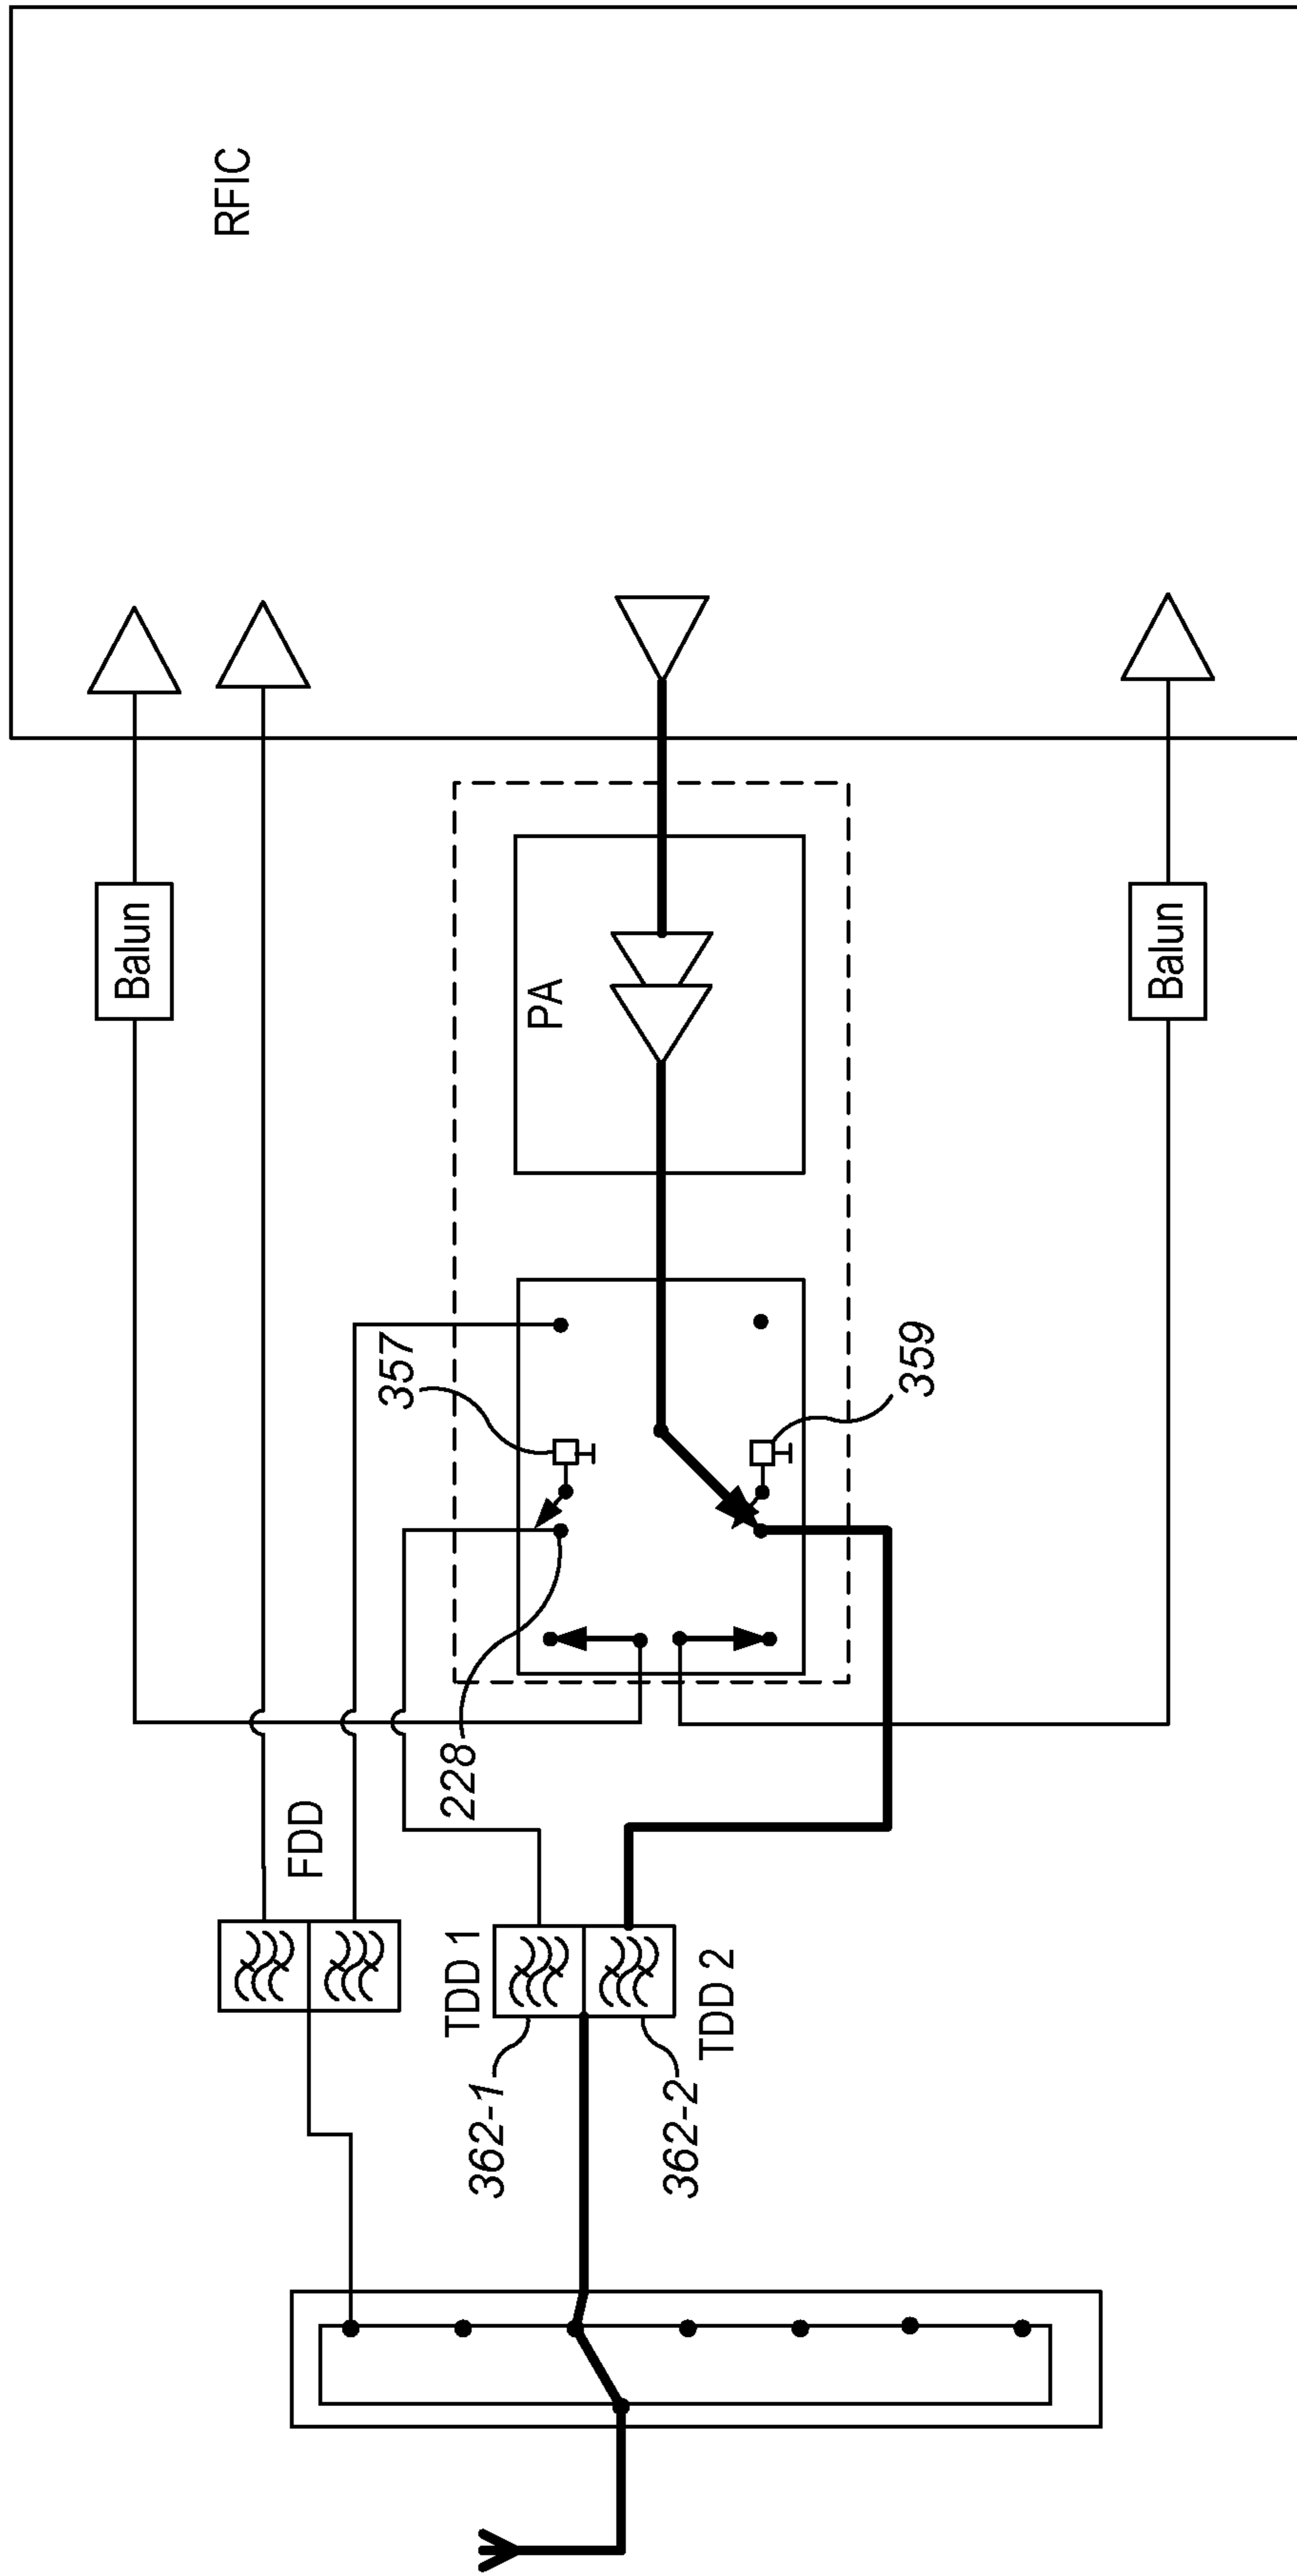 RFIC
Balun
PA
Balun
357
359
228
FDD
TDD 1
TDD 2
362-1
362-2